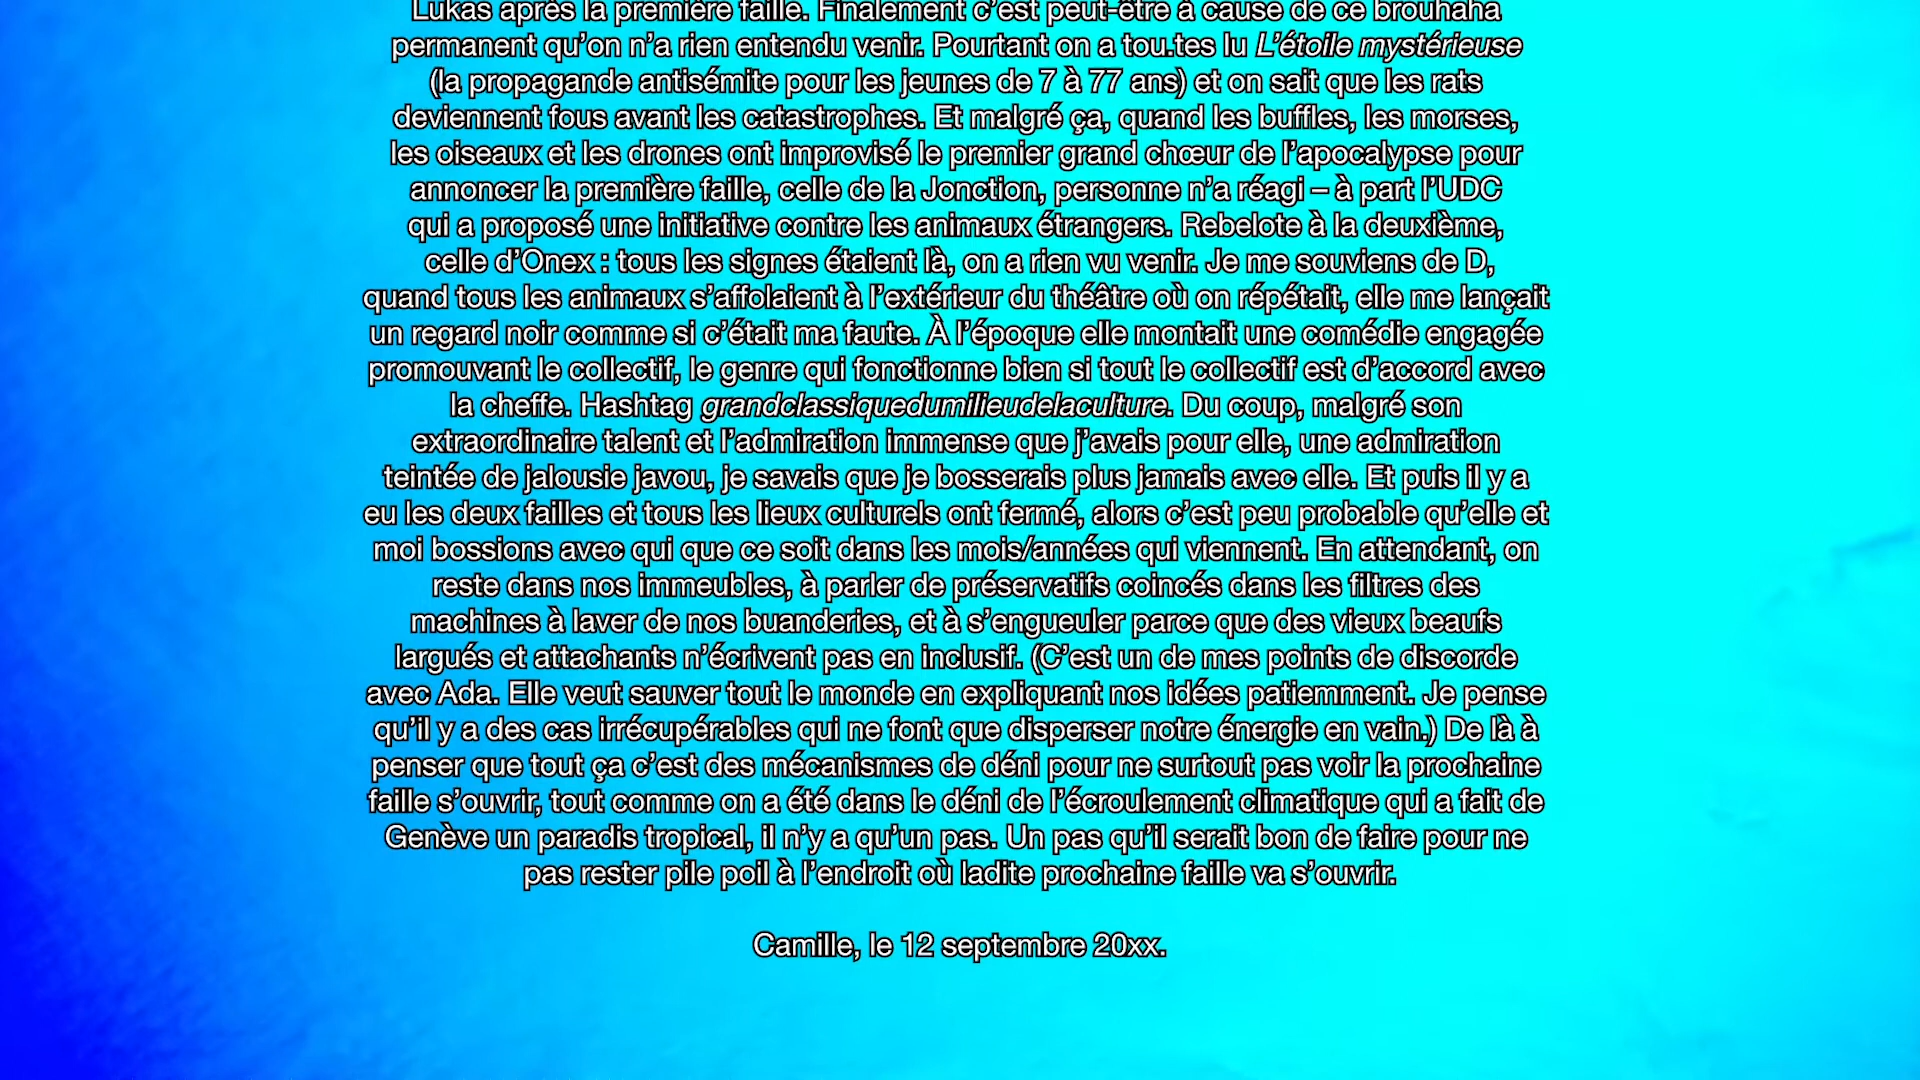 Lukas après la première faille. Finalement c’est peut-être à cause de ce brouhaha
permanent qu’on n’a rien entendu venir. Pourtant on a tou.tes lu L’étoile mystérieuse
(la propagande antisémite pour les jeunes de 7 à 77 ans) et on sait que les rats
deviennent fous avant les catastrophes. Et malgré ça, quand les buffles, les morses,
les oiseaux et les drones ont improvisé le premier grand chœur de l’apocalypse pour
annoncer la première faille, celle de la Jonction, personne n’a réagi – à part l’UDC
qui a proposé une initiative contre les animaux étrangers. Rebelote à la deuxième,
celle d’Onex : tous les signes étaient là, on a rien vu venir. Je me souviens de D,
quand tous les animaux s’affolaient à l’extérieur du théâtre où on répétait, elle me lançait
un regard noir comme si c’était ma faute. À l’époque elle montait une comédie engagée
promouvant le collectif, le genre qui fonctionne bien si tout le collectif est d’accord avec
la cheffe. Hashtag grandclassiquedumilieudelaculture. Du coup, malgré son
extraordinaire talent et l’admiration immense que j’avais pour elle, une admiration
teintée de jalousie javou, je savais que je bosserais plus jamais avec elle. Et puis il y a
eu les deux failles et tous les lieux culturels ont fermé, alors c’est peu probable qu’elle et
moi bossions avec qui que ce soit dans les mois/années qui viennent. En attendant, on
reste dans nos immeubles, à parler de préservatifs coincés dans les filtres des
machines à laver de nos buanderies, et à s’engueuler parce que des vieux beaufs
largués et attachants n’écrivent pas en inclusif. (C’est un de mes points de discorde
avec Ada. Elle veut sauver tout le monde en expliquant nos idées patiemment. Je pense
qu’il y a des cas irrécupérables qui ne font que disperser notre énergie en vain.) De là à
penser que tout ça c’est des mécanismes de déni pour ne surtout pas voir la prochaine
faille s’ouvrir, tout comme on a été dans le déni de l’écroulement climatique qui a fait de
Genève un paradis tropical, il n’y a qu’un pas. Un pas qu’il serait bon de faire pour ne
pas rester pile poil à l’endroit où ladite prochaine faille va s’ouvrir.
Camille, le 12 septembre 20xx.